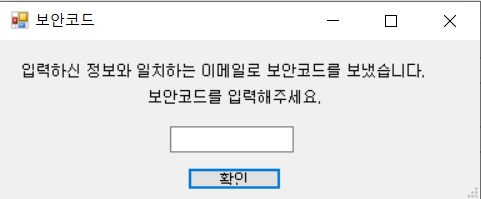 보안코드
입력하신 정보와 일치하는 이메일로 보안코드를 보냈습니다.
보안코드를 입력해주세요.
확인